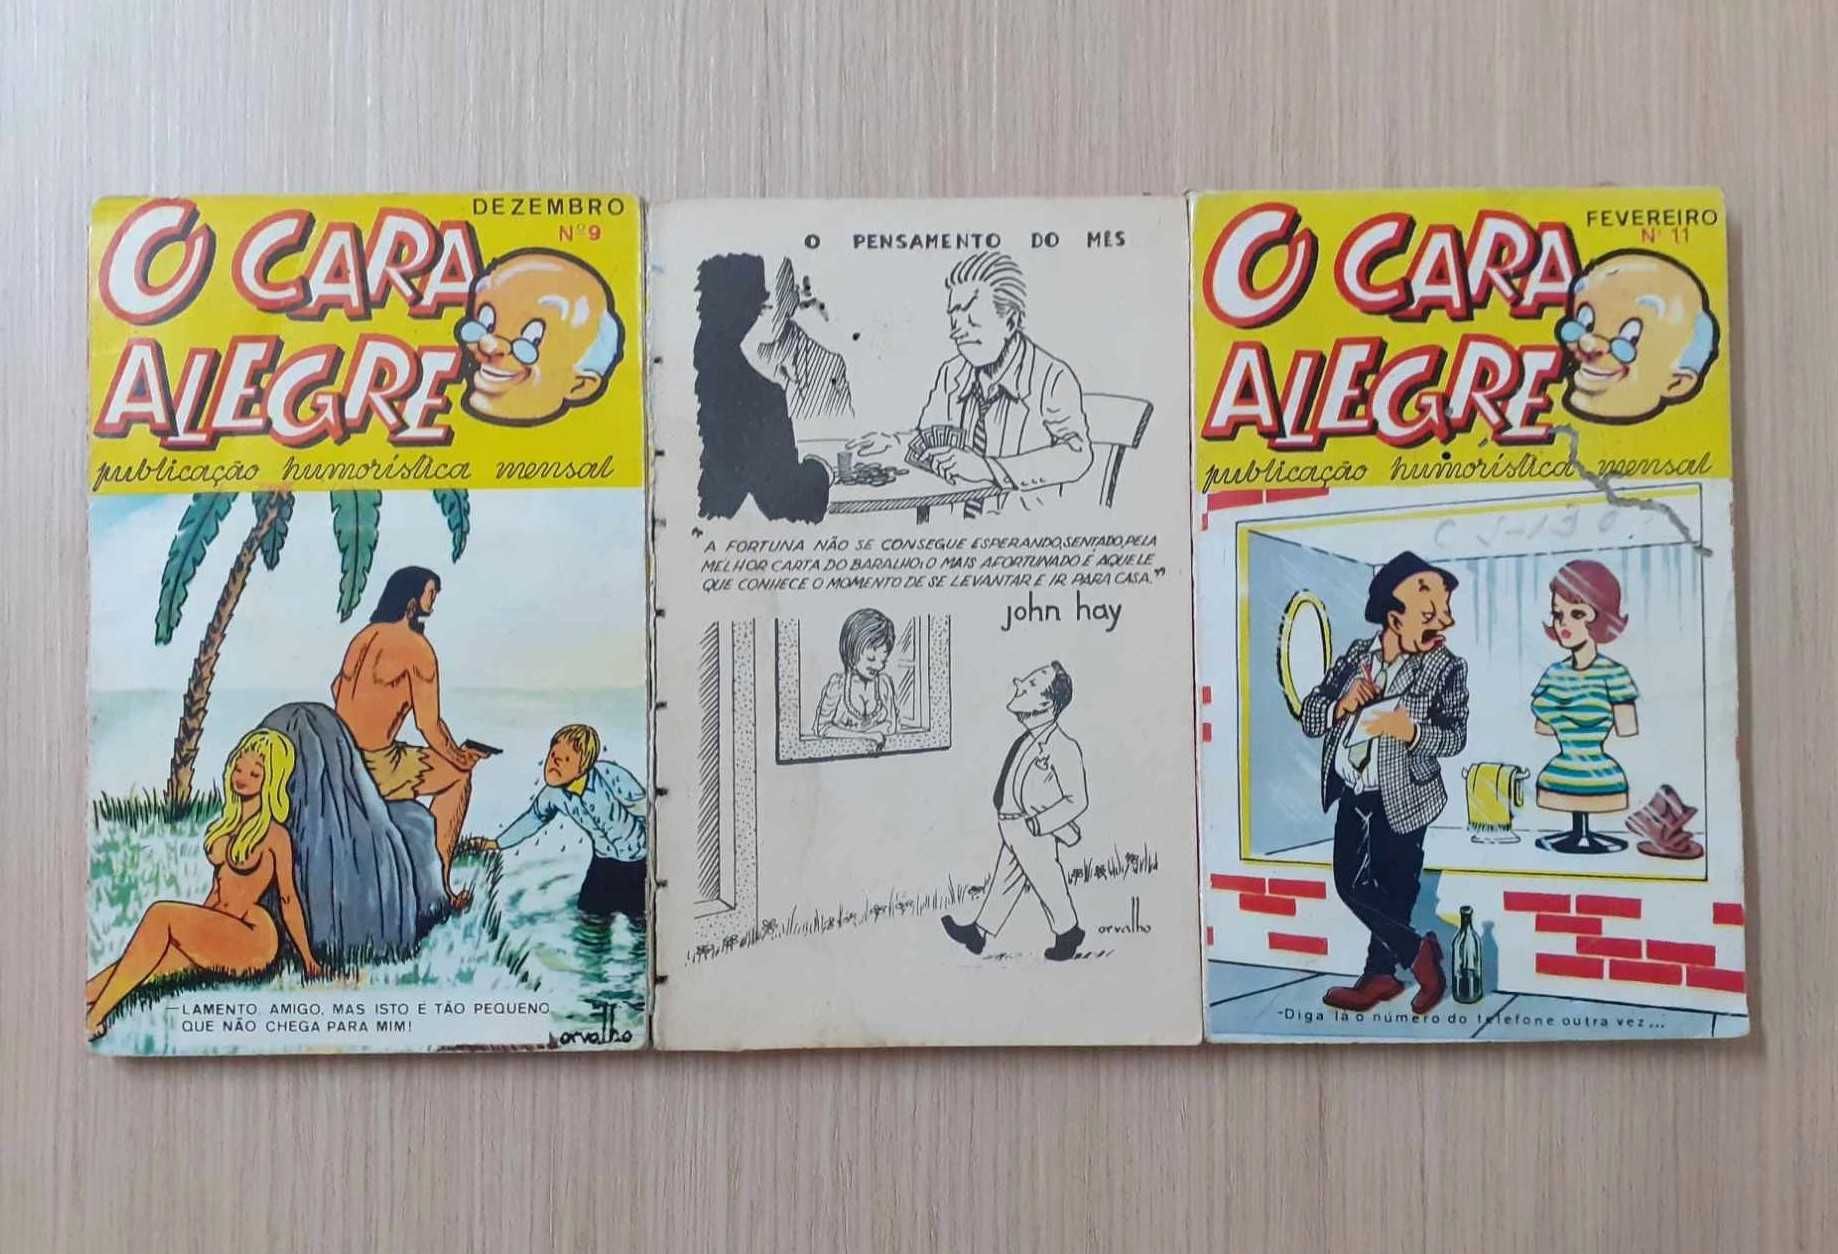 DEZEMBRO
Nº9
O CARA
ALEGRE
publicação humorística mensal
—LAMENTO AMIGO, MAS ISTO É TÃO PEQUENO
QUE NÃO CHEGA PARA MIM!
orvalho
O PENSAMENTO DO MÊS
"A FORTUNA NÃO SE CONSEGUE ESPERANDO, SENTADO, PELA
MELHOR CARTA DO BARALHO: O MAIS AFORTUNADO É AQUELE
QUE CONHECE O MOMENTO DE SE LEVANTAR E IR PARA CASA."
john hay
orvalho
FEVEREIRO
Nº 11
O CARA
ALEGRE
publicação humorística mensal
-Diga lá o número do telefone outra vez...